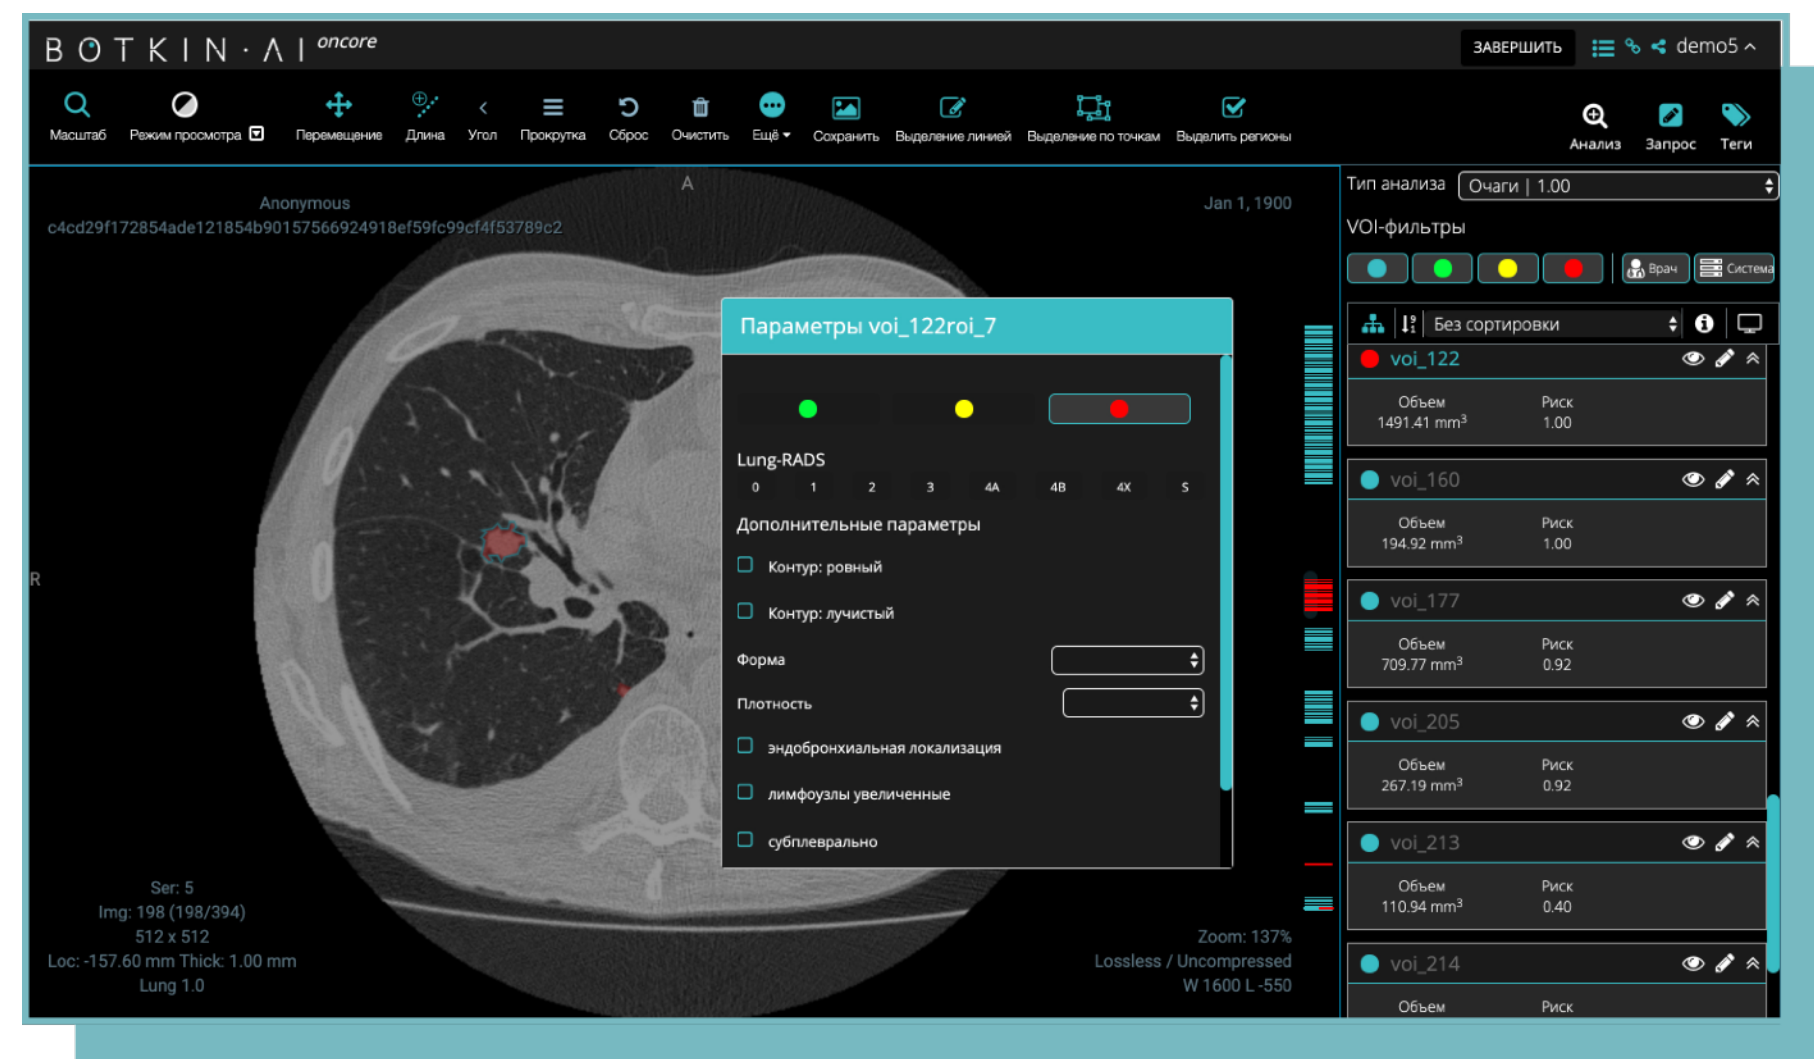 BOTKIN·AI oncore
ЗАВЕРШИТЬ demo5
Масштаб Режим просмотра Перемещение Длина Угол Прокрутка Сброс Очистить Ещё Сохранить Выделение линией Выделение по точкам Выделить регионы Анализ Запрос Теги
A
Anonymous
c4cd29f172854ade121854b90157566924918ef59fc99cf4f53789c2
Jan 1, 1900
R
Ser: 5
Img: 198 (198/394)
512 x 512
Loc: -157.60 mm Thick: 1.00 mm
Lung 1.0
Zoom: 137%
Lossless / Uncompressed
W 1600 L -550
Параметры voi_122roi_7
Lung-RADS
0 1 2 3 4A 4B 4X S
Дополнительные параметры
Контур: ровный
Контур: лучистый
Форма
Плотность
эндобронхиальная локализация
лимфоузлы увеличенные
субплеврально
Тип анализа Очаги | 1.00
VOI-фильтры
Врач Система
Без сортировки
voi_122
Объем Риск
1491.41 mm³ 1.00
voi_160
Объем Риск
194.92 mm³ 1.00
voi_177
Объем Риск
709.77 mm³ 0.92
voi_205
Объем Риск
267.19 mm³ 0.92
voi_213
Объем Риск
110.94 mm³ 0.40
voi_214
Объем Риск